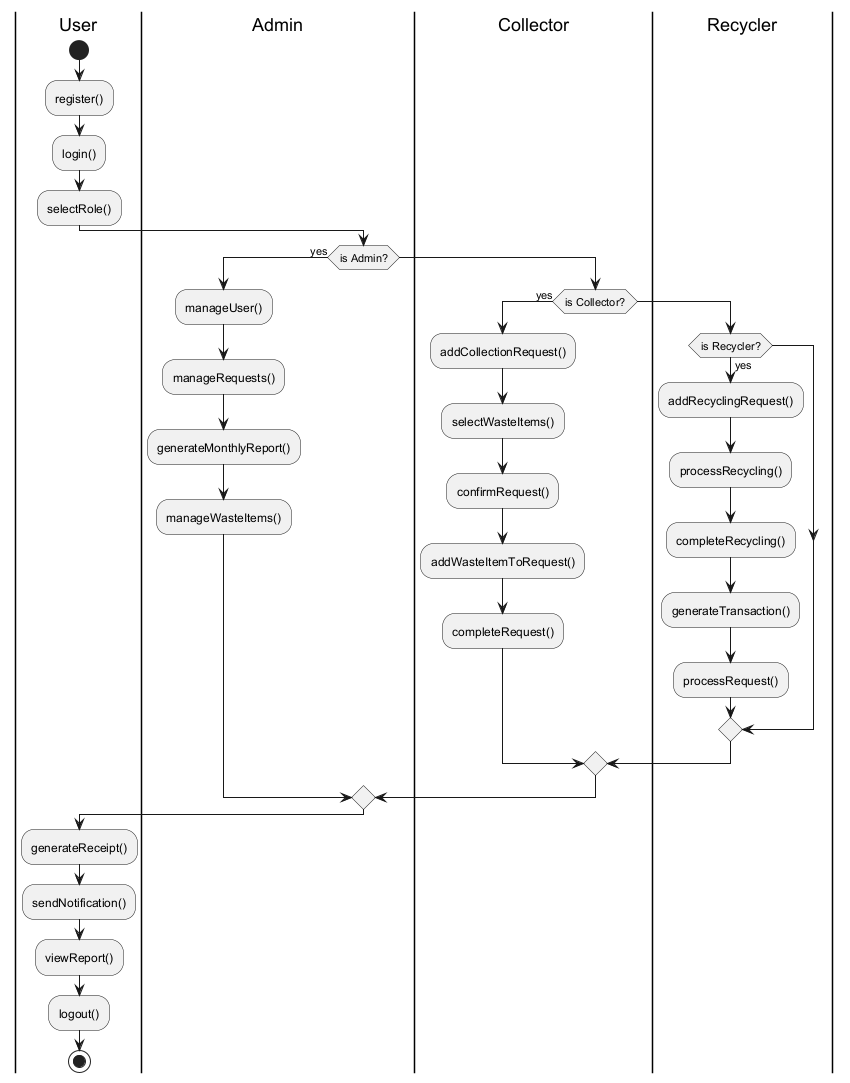 User
Admin
Collector
Recycler
register()
login()
selectRole()
is Admin?
yes
manageUser()
manageRequests()
generateMonthlyReport()
manageWasteItems()
is Collector?
yes
addCollectionRequest()
selectWasteItems()
confirmRequest()
addWasteItemToRequest()
completeRequest()
is Recycler?
yes
addRecyclingRequest()
processRecycling()
completeRecycling()
generateTransaction()
processRequest()
generateReceipt()
sendNotification()
viewReport()
logout()